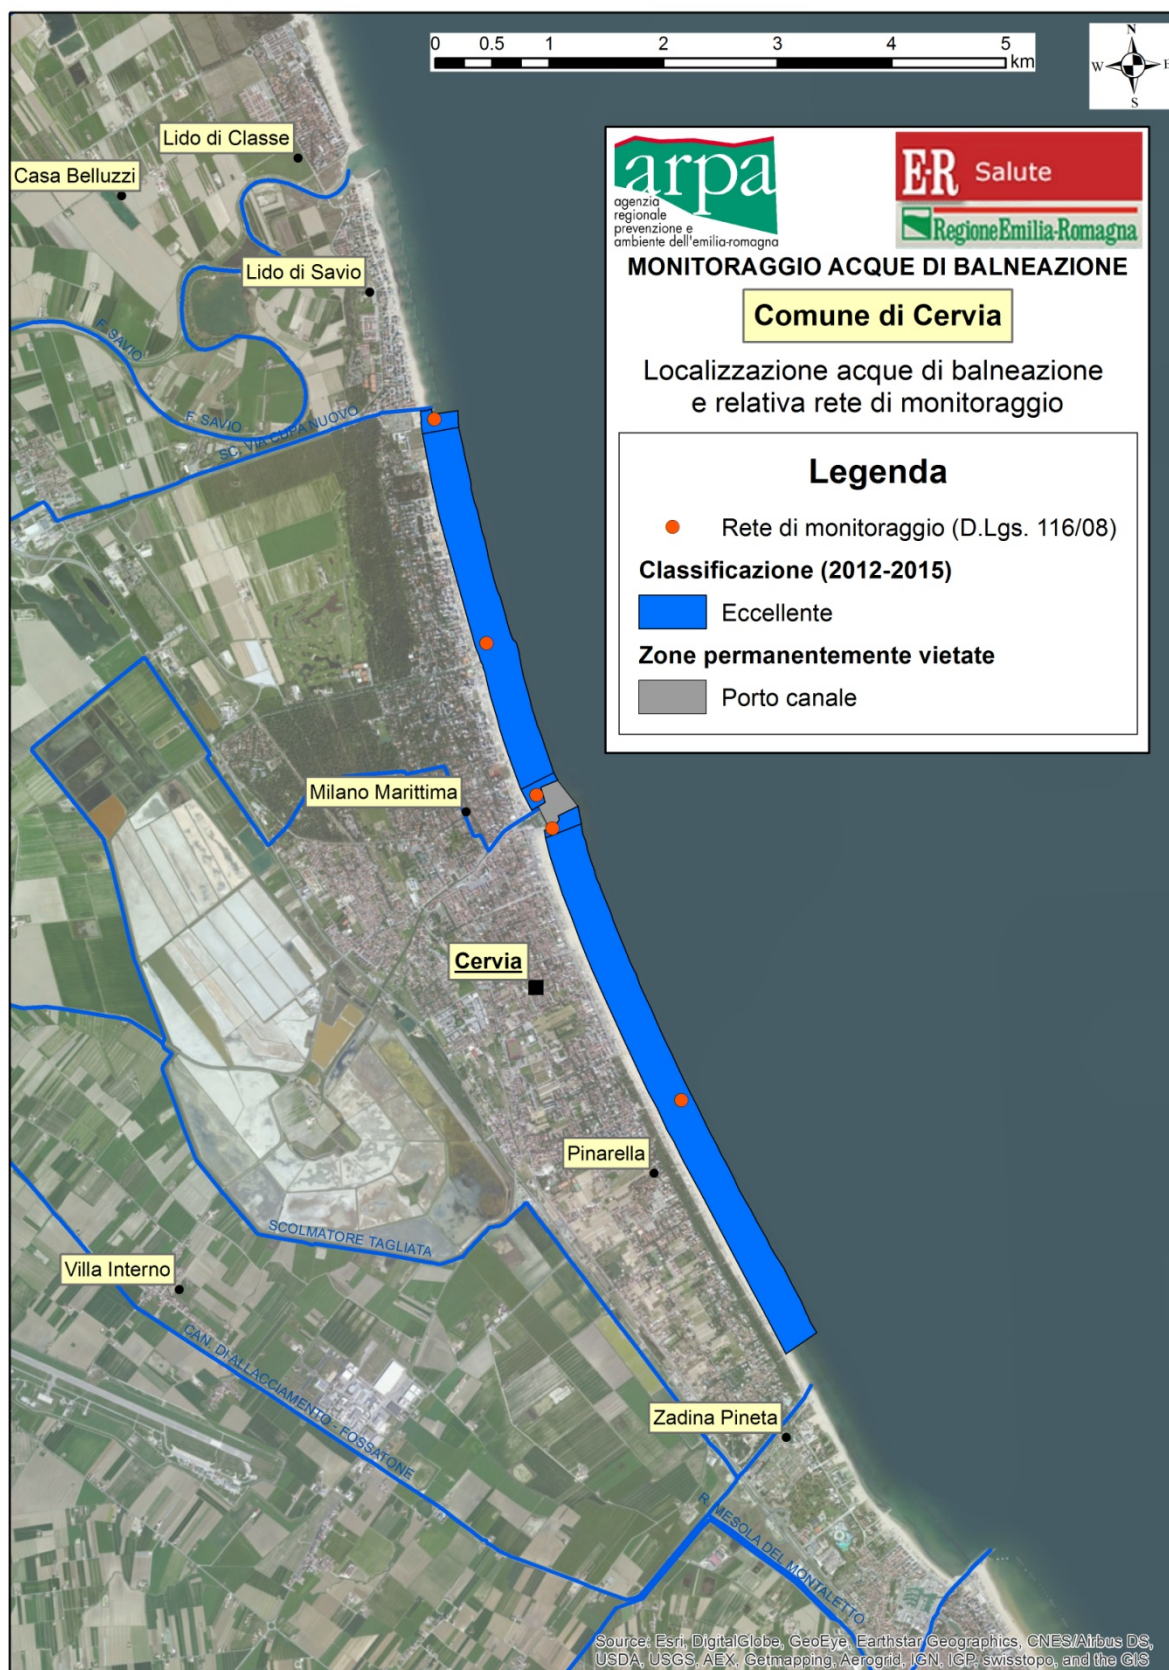 0 0.5 1 2 3 4 5
km
N
W E
S
arpa
agenzia
regionale
prevenzione e
ambiente dell'emilia-romagna
E·R Salute
RegioneEmilia-Romagna
MONITORAGGIO ACQUE DI BALNEAZIONE
Comune di Cervia
Localizzazione acque di balneazione
e relativa rete di monitoraggio
Legenda
Rete di monitoraggio (D.Lgs. 116/08)
Classificazione (2012-2015)
Eccellente
Zone permanentemente vietate
Porto canale
Lido di Classe
Casa Belluzzi
Lido di Savio
F. SAVIO
F. SAVIO
SC. VIA CUPA NUOVO
Milano Marittima
Cervia
Pinarella
SCOLMATORE TAGLIATA
Villa Interno
CAN. DI ALLACCIAMENTO - FOSSATONE
Zadina Pineta
R. MESOLA DEL MONTALETTO
Source: Esri, DigitalGlobe, GeoEye, Earthstar Geographics, CNES/Airbus DS,
USDA, USGS, AEX, Getmapping, Aerogrid, IGN, IGP, swisstopo, and the GIS